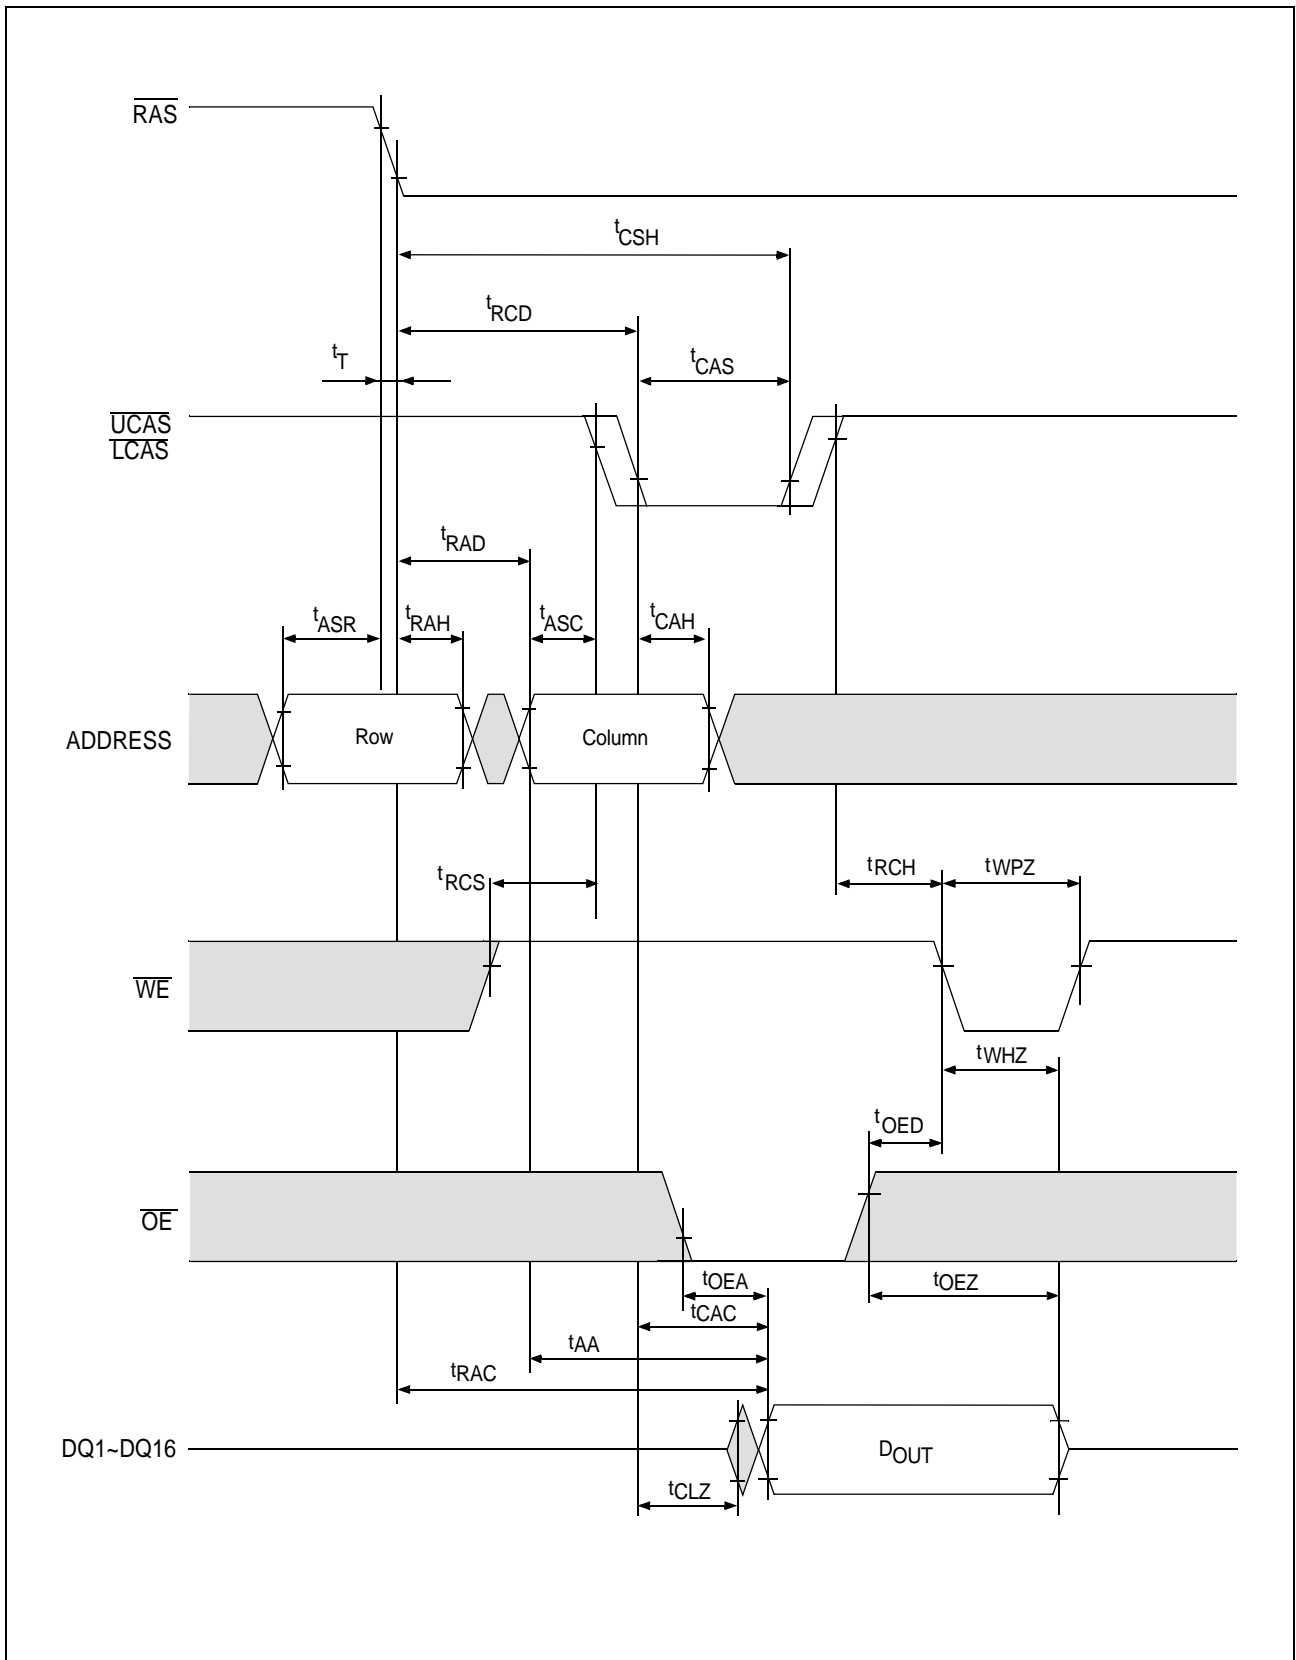 RAS
tCSH
tRCD
tT
tCAS
UCAS
LCAS
tRAD
tASR
tRAH
tASC
tCAH
ADDRESS
Row
Column
tRCS
tRCH
tWPZ
WE
tWHZ
tOED
OE
tOEA
tOEZ
tCAC
tAA
tRAC
DQ1~DQ16
DOUT
tCLZ